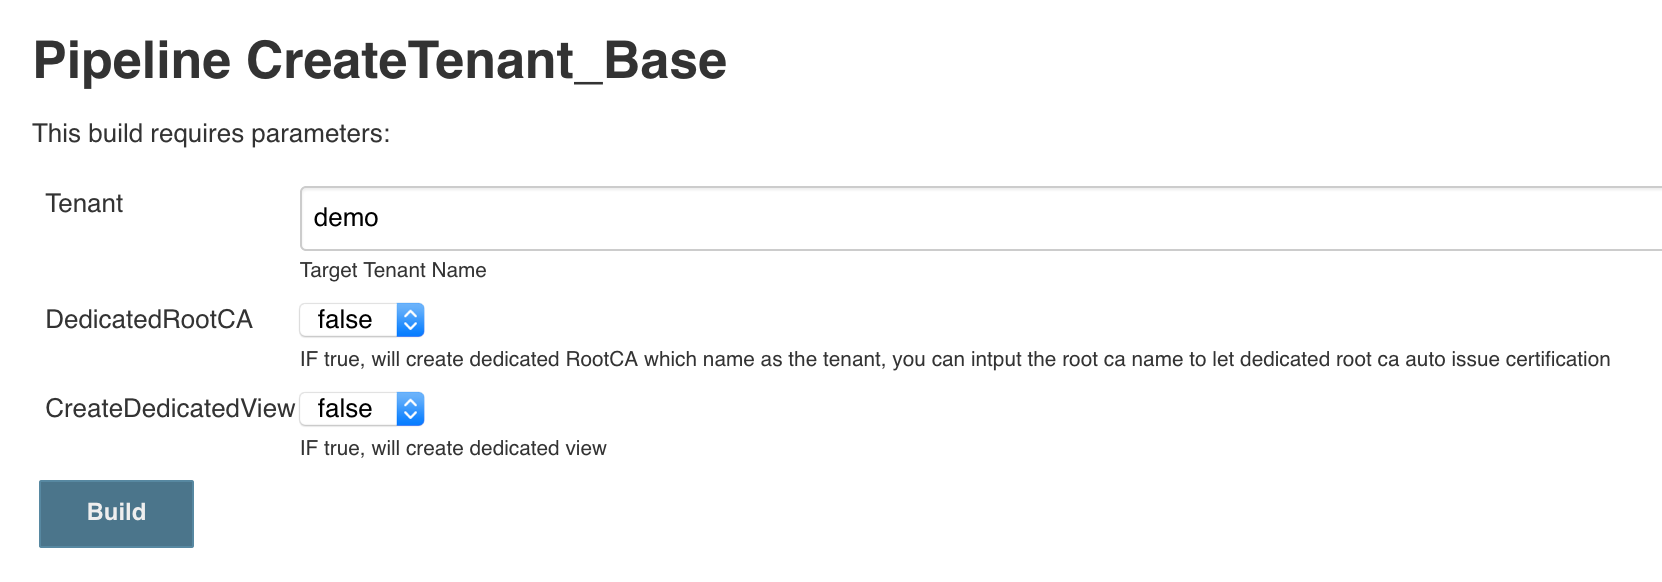 Pipeline CreateTenant_Base
This build requires parameters:
Tenant
demo
Target Tenant Name
DedicatedRootCA
false
IF true, will create dedicated RootCA which name as the tenant, you can intput the root ca name to let dedicated root ca auto issue certification
CreateDedicatedView
false
IF true, will create dedicated view
Build